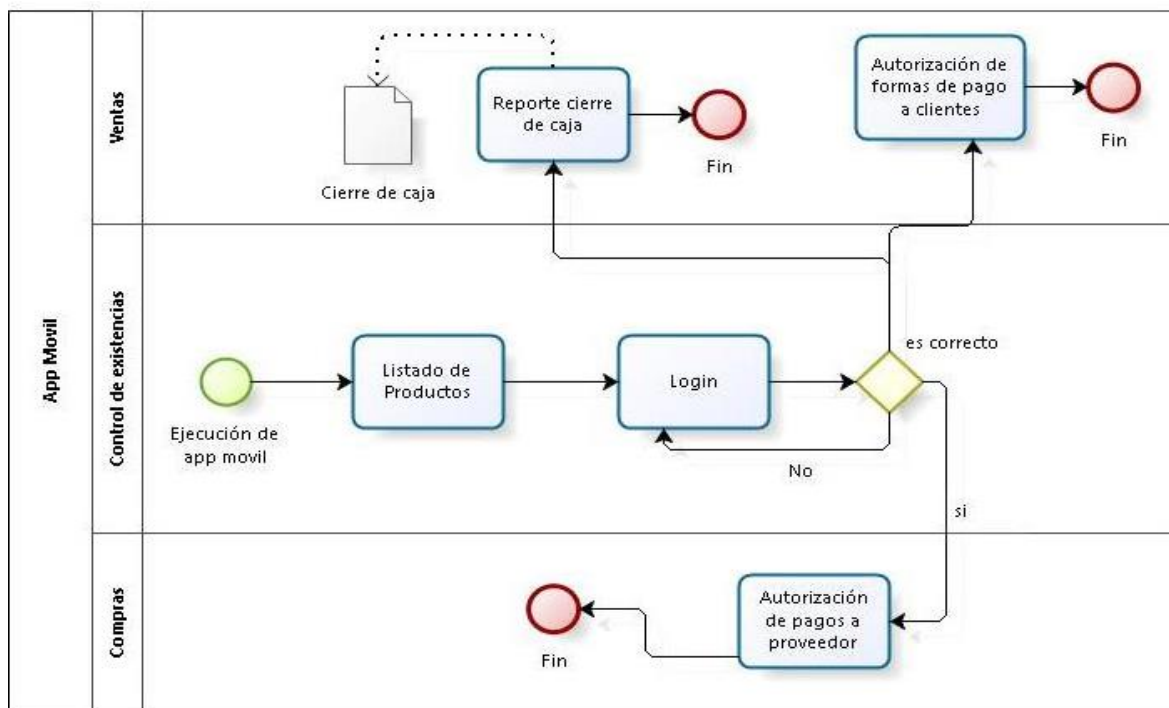 App Movil
Ventas
Cierre de caja
Reporte cierre
de caja
Fin
Autorización de
formas de pago
a clientes
Fin
Control de existencias
Ejecución de
app movil
Listado de
Productos
Login
es correcto
No
si
Compras
Fin
Autorización
de pagos a
proveedor